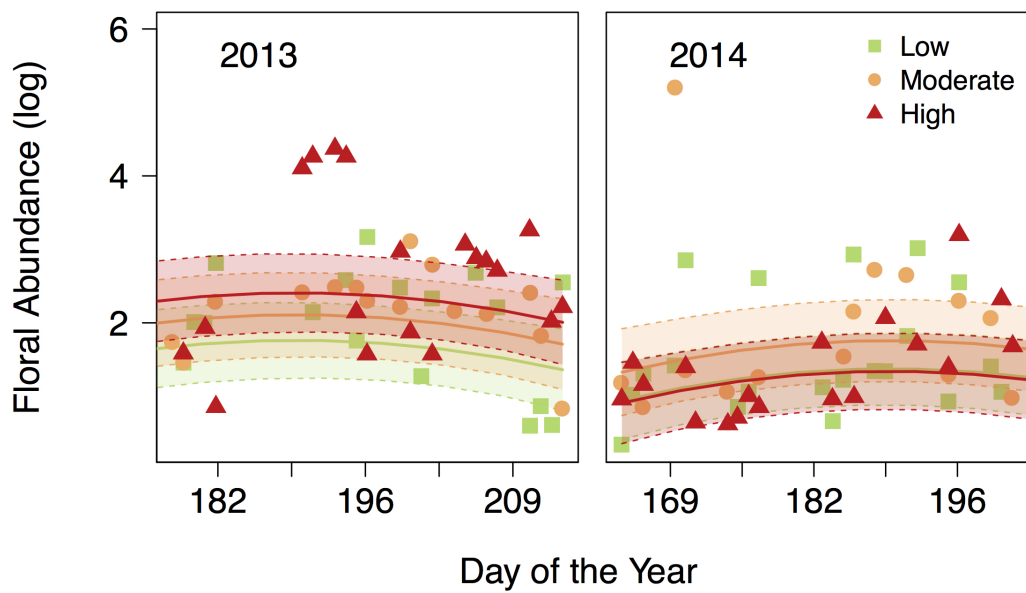 Floral Abundance (log)
6
4
2
2013
182
196
209
2014
Low
Moderate
High
169
182
196
Day of the Year